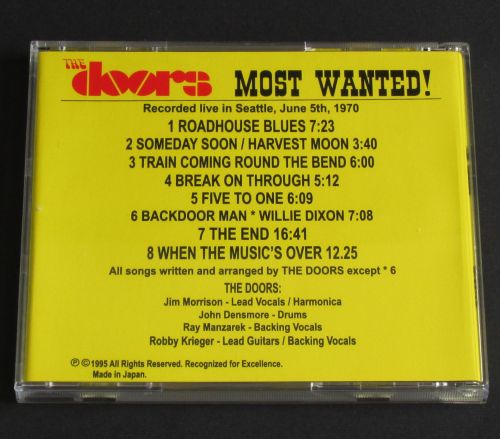 THE doors MOST WANTED!
Recorded live in Seattle, June 5th, 1970
1 ROADHOUSE BLUES 7:23
2 SOMEDAY SOON / HARVEST MOON 3:40
3 TRAIN COMING ROUND THE BEND 6:00
4 BREAK ON THROUGH 5:12
5 FIVE TO ONE 6:09
6 BACKDOOR MAN * WILLIE DIXON 7:08
7 THE END 16:41
8 WHEN THE MUSIC'S OVER 12.25
All songs written and arranged by THE DOORS except * 6
THE DOORS:
Jim Morrison - Lead Vocals / Harmonica
John Densmore - Drums
Ray Manzarek - Backing Vocals
Robby Krieger - Lead Guitars / Backing Vocals
℗ © 1995 All Rights Reserved. Recognized for Excellence.
Made in Japan.